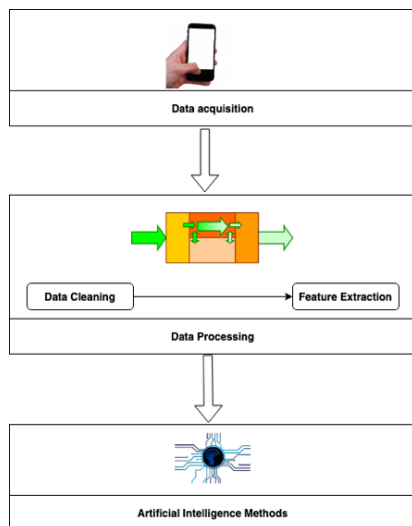 Data acquisition
Data Cleaning
Feature Extraction
Data Processing
Artificial Intelligence Methods